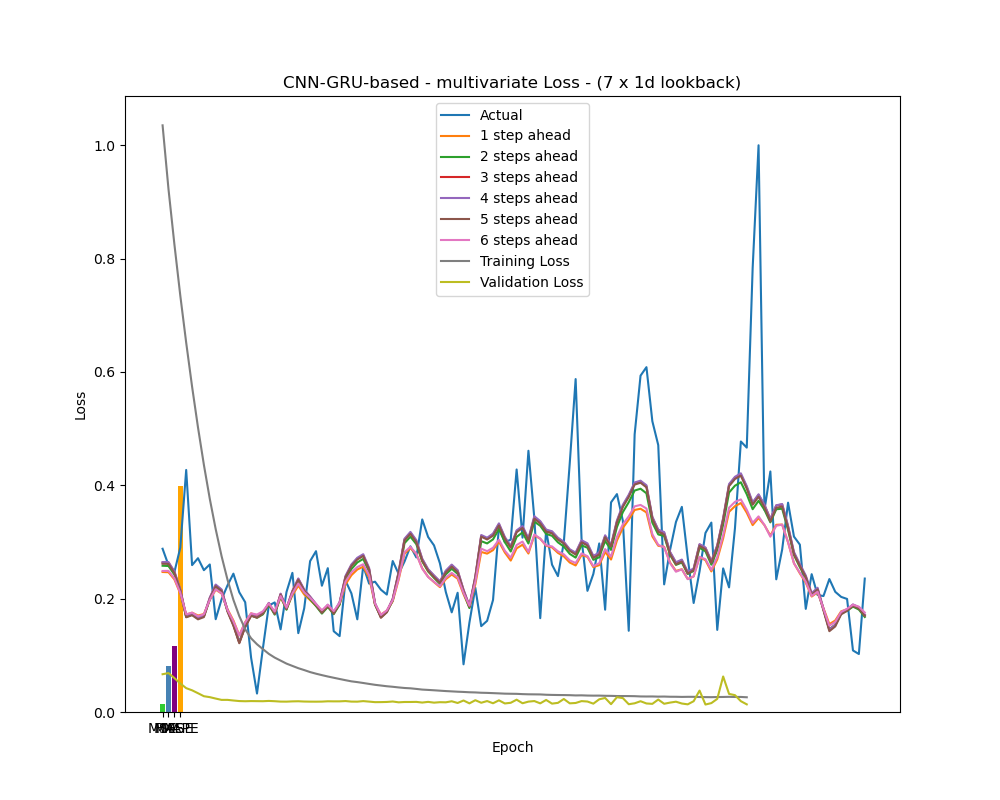 CNN-GRU-based - multivariate Loss - (7 x 1d lookback)
Actual
1 step ahead
2 steps ahead
3 steps ahead
4 steps ahead
5 steps ahead
6 steps ahead
Training Loss
Validation Loss
1.0
0.8
0.6
0.4
0.2
0.0
Loss
Epoch